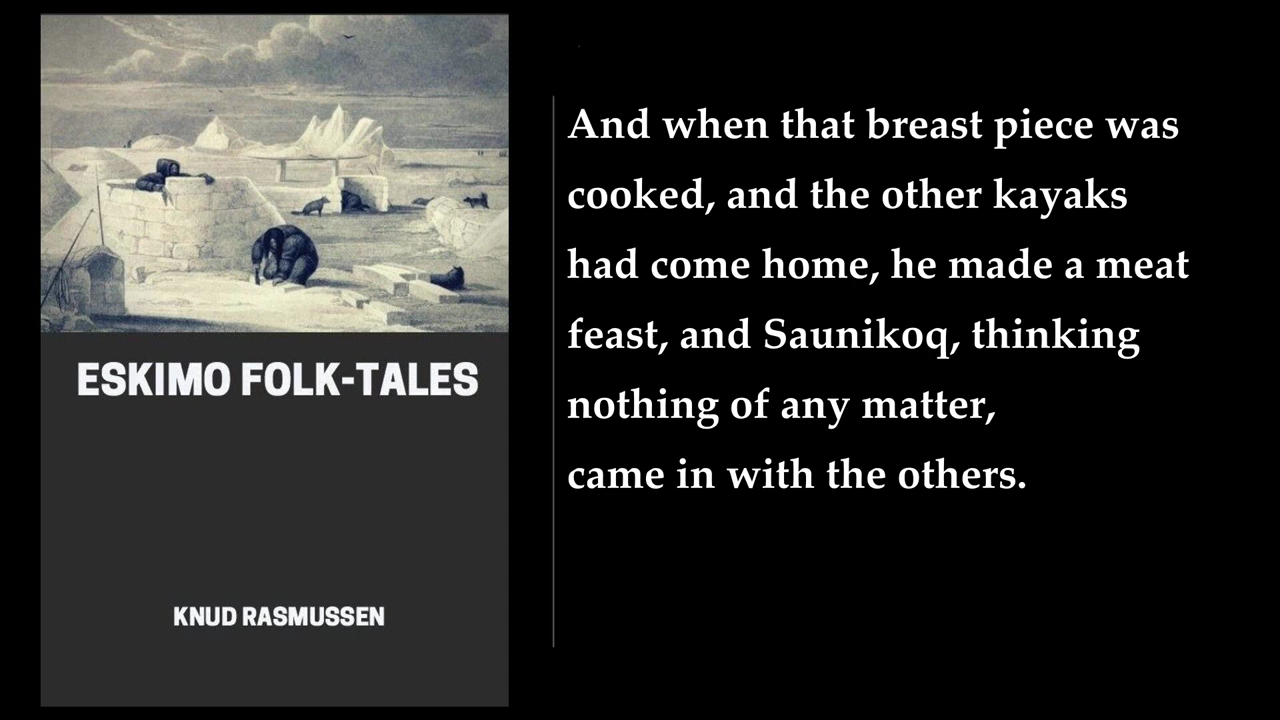 ESKIMO FOLK-TALES
KNUD RASMUSSEN
And when that breast piece was
cooked, and the other kayaks
had come home, he made a meat
feast, and Saunikoq, thinking
nothing of any matter,
came in with the others.